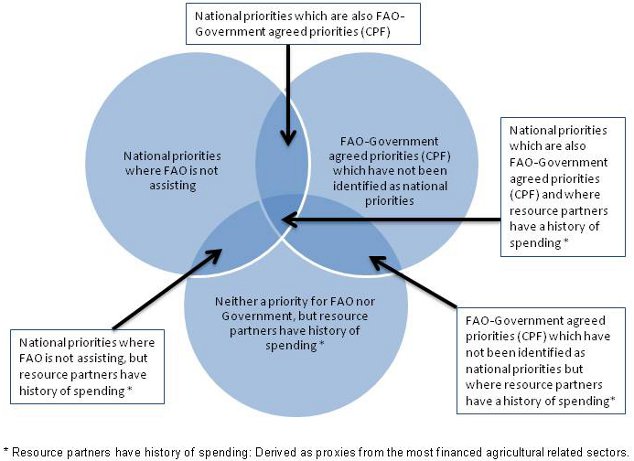 National priorities which are also FAO-
Government agreed priorities (CPF)
National priorities
where FAO is not
assisting
FAO-Government
agreed priorities (CPF)
which have not been
identified as national
priorities
National priorities
which are also
FAO-Government
agreed priorities
(CPF) and where
resource partners
have a history of
spending *
Neither a priority for FAO nor
Government, but resource
partners have history of
spending *
National priorities where
FAO is not assisting, but
resource partners have
history of spending *
FAO-Government agreed
priorities (CPF) which have
not been identified as
national priorities but
where resource partners
have a history of spending*
* Resource partners have history of spending: Derived as proxies from the most financed agricultural related sectors.